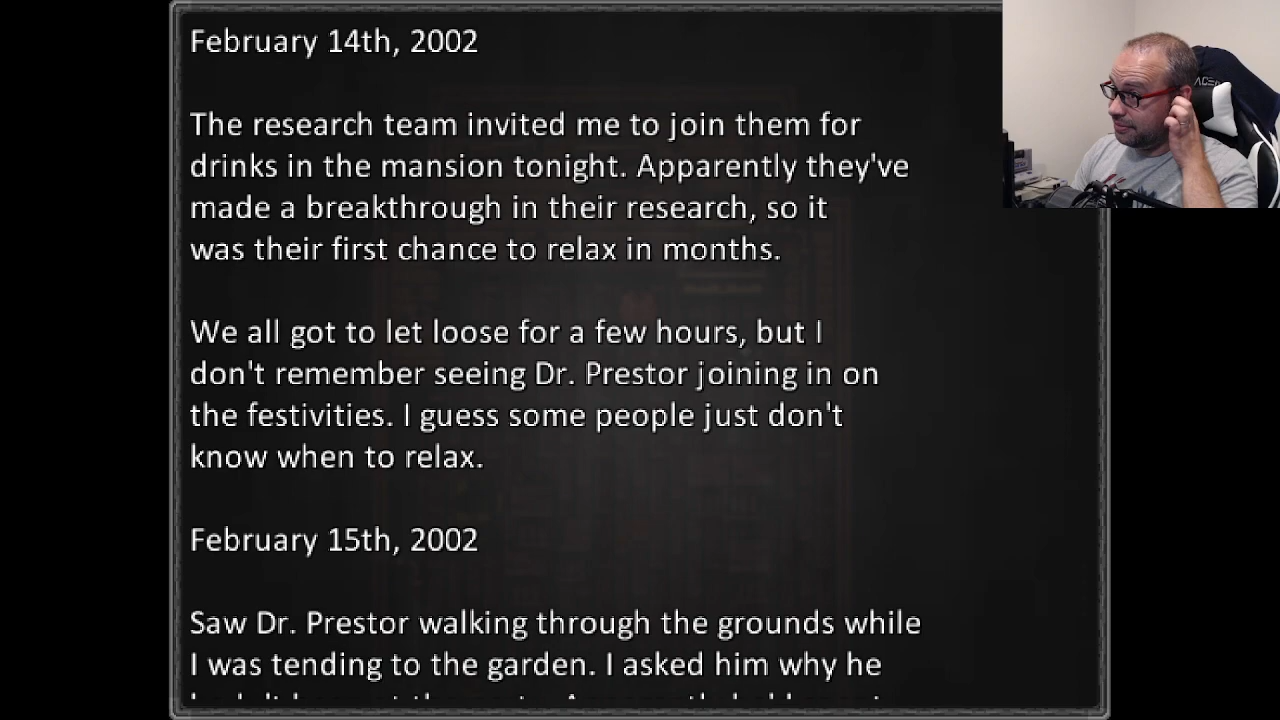 February 14th, 2002
The research team invited me to join them for
drinks in the mansion tonight. Apparently they've
made a breakthrough in their research, so it
was their first chance to relax in months.
We all got to let loose for a few hours, but I
don't remember seeing Dr. Prestor joining in on
the festivities. I guess some people just don't
know when to relax.
February 15th, 2002
Saw Dr. Prestor walking through the grounds while
I was tending to the garden. I asked him why he